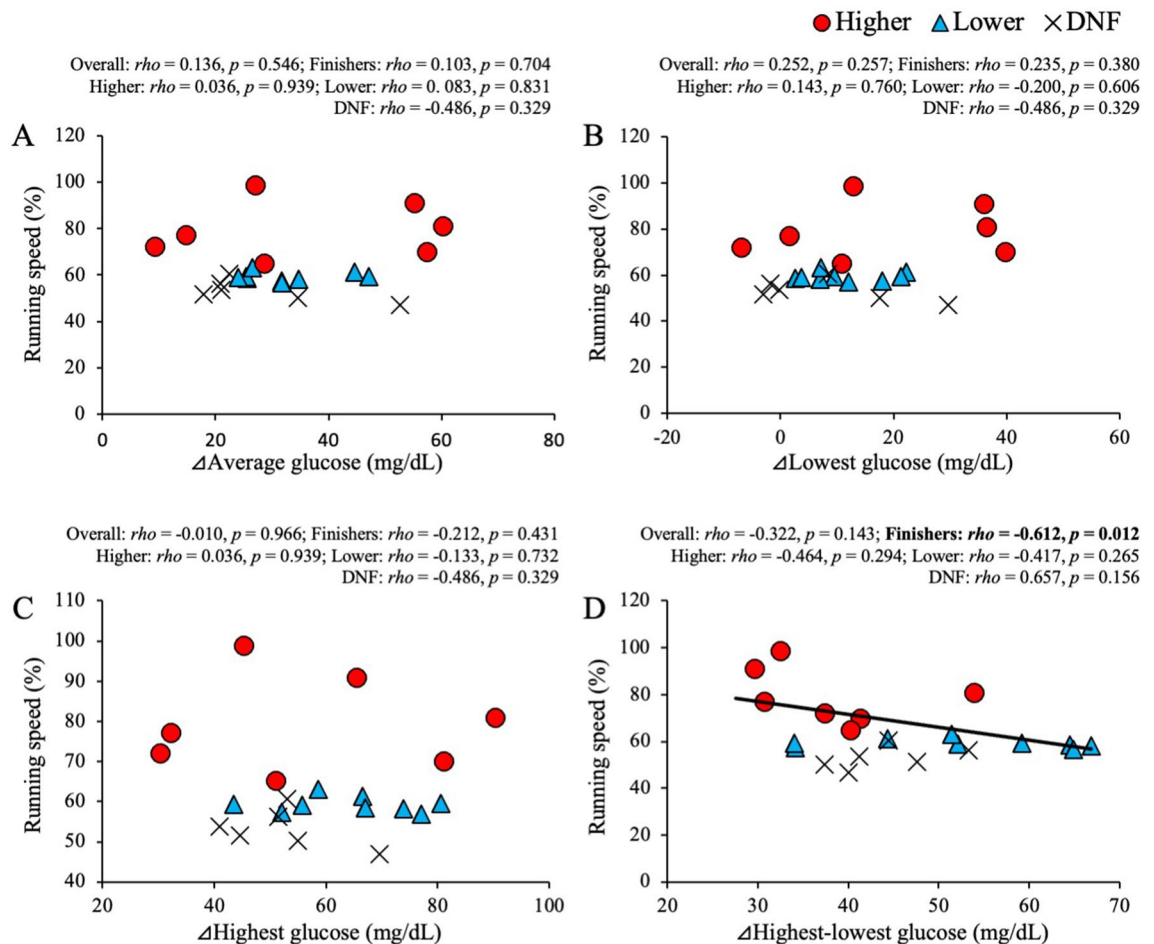 Higher Lower DNF
Overall: rho = 0.136, p = 0.546; Finishers: rho = 0.103, p = 0.704
Higher: rho = 0.036, p = 0.939; Lower: rho = 0. 083, p = 0.831
DNF: rho = -0.486, p = 0.329
A
Running speed (%)
120
100
80
60
40
20
0
0 20 40 60 80
⊿Average glucose (mg/dL)
Overall: rho = 0.252, p = 0.257; Finishers: rho = 0.235, p = 0.380
Higher: rho = 0.143, p = 0.760; Lower: rho = -0.200, p = 0.606
DNF: rho = -0.486, p = 0.329
B
Running speed (%)
120
100
80
60
40
20
0
-20 0 20 40 60
⊿Lowest glucose (mg/dL)
Overall: rho = -0.010, p = 0.966; Finishers: rho = -0.212, p = 0.431
Higher: rho = 0.036, p = 0.939; Lower: rho = -0.133, p = 0.732
DNF: rho = -0.486, p = 0.329
C
Running speed (%)
110
100
90
80
70
60
50
40
20 40 60 80 100
⊿Highest glucose (mg/dL)
Overall: rho = -0.322, p = 0.143; Finishers: rho = -0.612, p = 0.012
Higher: rho = -0.464, p = 0.294; Lower: rho = -0.417, p = 0.265
DNF: rho = 0.657, p = 0.156
D
Running speed (%)
120
100
80
60
40
20
0
20 30 40 50 60 70
⊿Highest-lowest glucose (mg/dL)